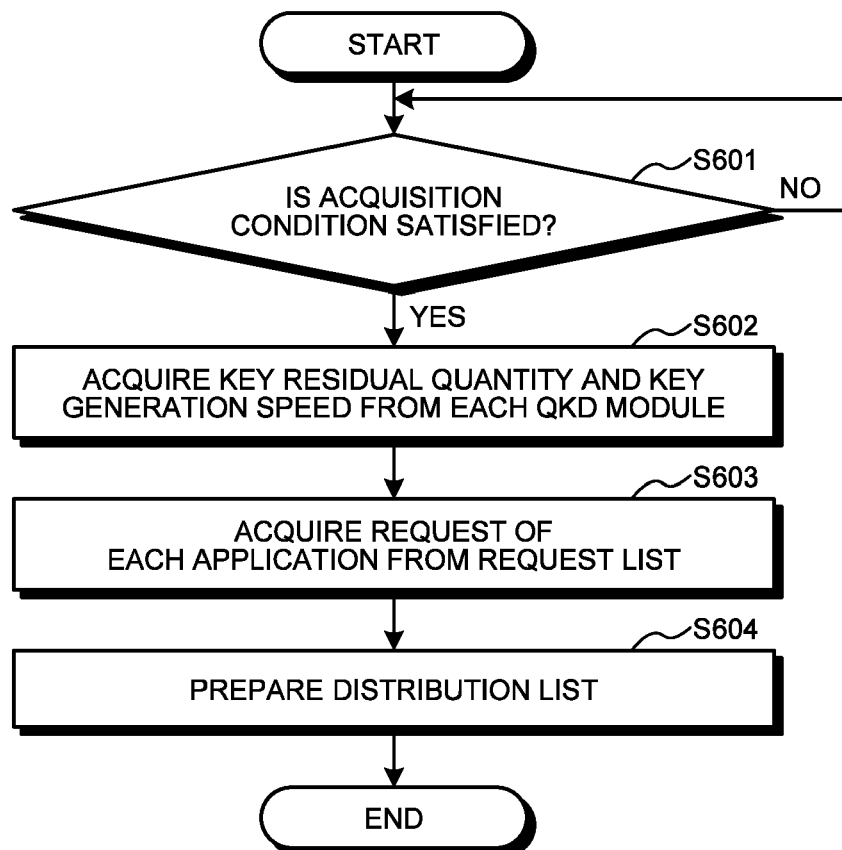 START
S601
IS ACQUISITION
CONDITION SATISFIED?
NO
YES
S602
ACQUIRE KEY RESIDUAL QUANTITY AND KEY
GENERATION SPEED FROM EACH QKD MODULE
S603
ACQUIRE REQUEST OF
EACH APPLICATION FROM REQUEST LIST
S604
PREPARE DISTRIBUTION LIST
END